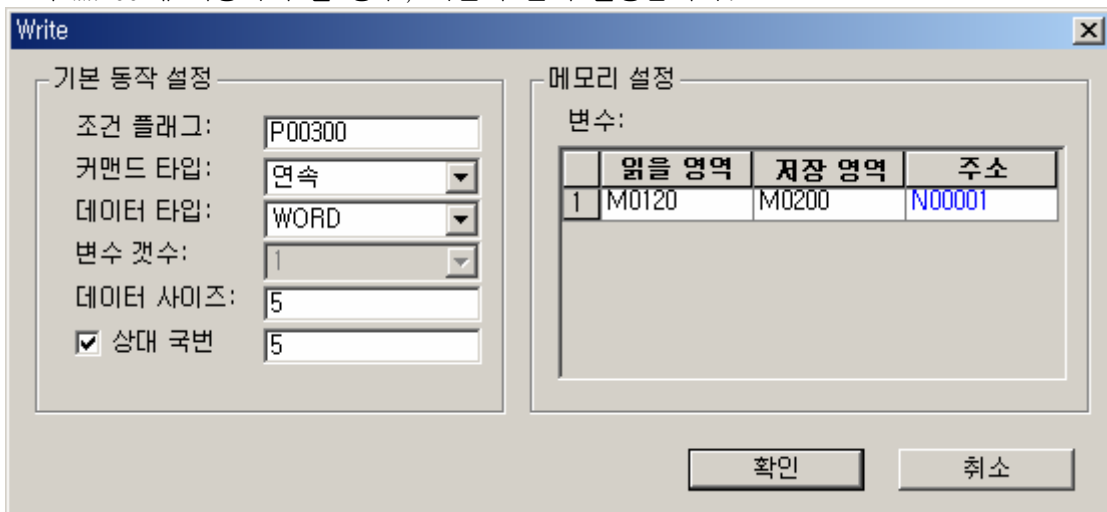 Write
기본 동작 설정
조건 플래그: P00300
커맨드 타입: 연속
데이터 타입: WORD
변수 갯수: 1
데이터 사이즈: 5
상대 국번 5
메모리 설정
변수:
읽을 영역 저장 영역 주소
1 M0120 M0200 N00001
확인 취소